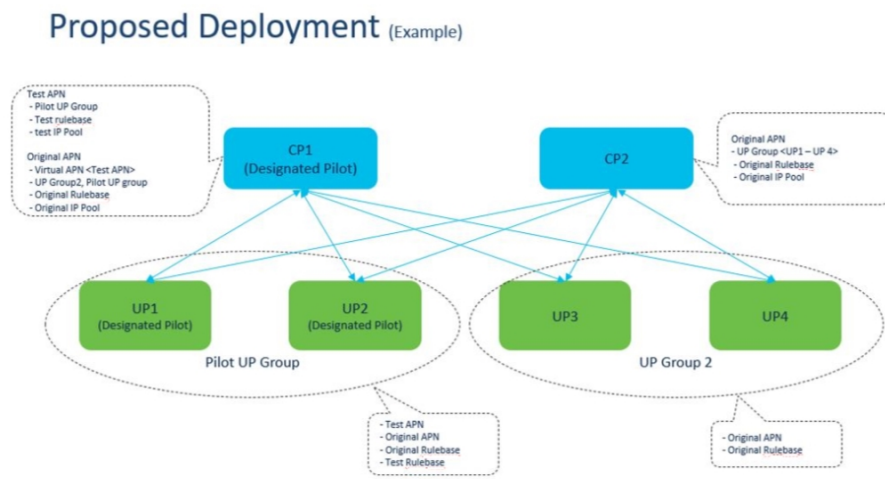 Proposed Deployment (Example)
Test APN
- Pilot UP Group
- Test rulebase
- test IP Pool
Original APN
- Virtual APN <Test APN>
- UP Group2, Pilot UP group
- Original Rulebase
- Original IP Pool
CP1
(Designated Pilot)
CP2
Original APN
- UP Group <UP1 – UP 4>
- Original Rulebase
- Original IP Pool
UP1
(Designated Pilot)
UP2
(Designated Pilot)
UP3
UP4
Pilot UP Group
UP Group 2
- Test APN
- Original APN
- Original Rulebase
- Test Rulebase
- Original APN
- Original Rulebase